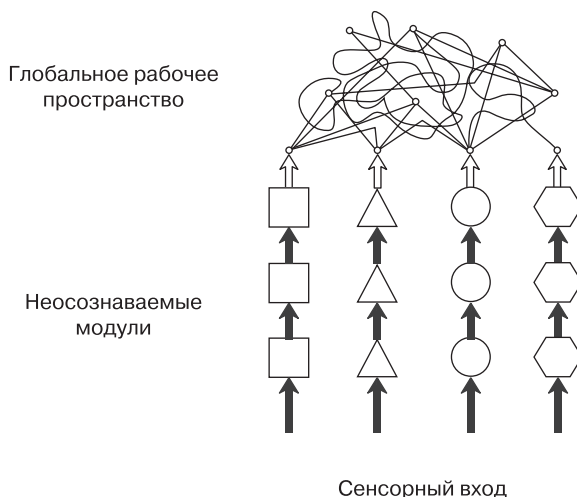 Глобальное рабочее
пространство
Неосознаваемые
модули
Сенсорный вход